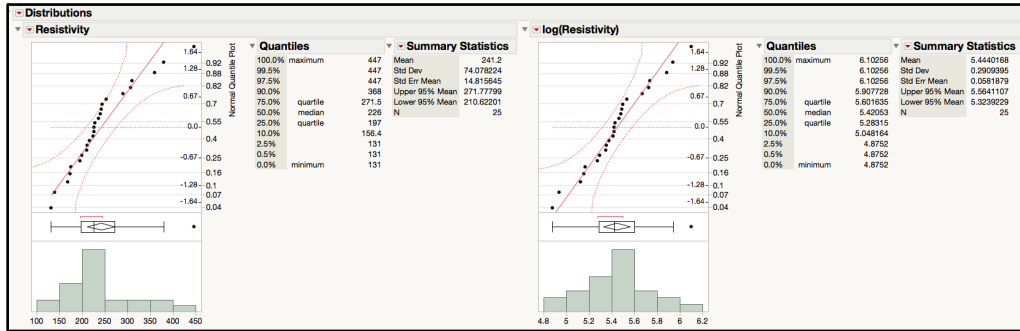 Distributions
Resistivity
1.64
1.28
0.67
0.0
-0.67
-1.28
-1.64
0.92
0.88
0.82
0.7
0.55
0.4
0.25
0.16
0.1
0.07
0.04
Normal Quantile Plot
100 150 200 250 300 350 400 450
Quantiles
100.0% maximum 447
99.5% 447
97.5% 447
90.0% 368
75.0% quartile 271.5
50.0% median 226
25.0% quartile 197
10.0% 156.4
2.5% 131
0.5% 131
0.0% minimum 131
Summary Statistics
Mean 241.2
Std Dev 74.078224
Std Err Mean 14.815645
Upper 95% Mean 271.77799
Lower 95% Mean 210.62201
N 25
log(Resistivity)
1.64
1.28
0.67
0.0
-0.67
-1.28
-1.64
0.92
0.88
0.82
0.7
0.55
0.4
0.25
0.16
0.1
0.07
0.04
Normal Quantile Plot
4.8 5 5.2 5.4 5.6 5.8 6 6.2
Quantiles
100.0% maximum 6.10256
99.5% 6.10256
97.5% 6.10256
90.0% 5.907728
75.0% quartile 5.601635
50.0% median 5.42053
25.0% quartile 5.28315
10.0% 5.048164
2.5% 4.8752
0.5% 4.8752
0.0% minimum 4.8752
Summary Statistics
Mean 5.4440168
Std Dev 0.2909395
Std Err Mean 0.0581879
Upper 95% Mean 5.5641107
Lower 95% Mean 5.3239229
N 25